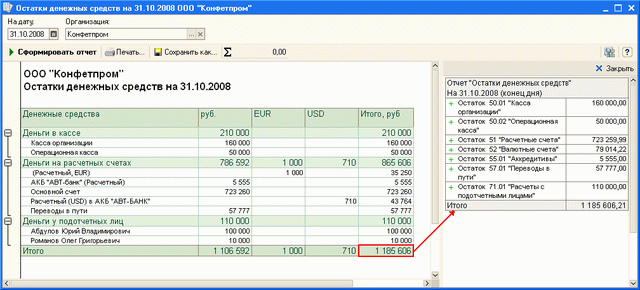 Остатки денежных средств на 31.10.2008 ООО "Конфетпром"
На дату: Организация:
31.10.2008 Конфетпром ... ×
Сформировать отчет Печать... Сохранить как... Σ 0,00
Закрыть
ООО "Конфетпром"
Остатки денежных средств на 31.10.2008
Денежные средства руб. EUR USD Итого, руб
Деньги в кассе 210 000 210 000
Касса организации 160 000 160 000
Операционная касса 50 000 50 000
Деньги на расчетных счетах 786 592 1 000 710 865 606
(Расчетный, EUR) 1 000 35 250
АКБ "АВТ-банк" (Расчетный) 5 555 5 555
Основной счет 723 260 723 260
Расчетный (USD) в АКБ "АВТ-БАНК" 710 43 764
Переводы в пути 57 777 57 777
Деньги у подотчетных лиц 110 000 110 000
Абдулов Юрий Владимирович 100 000 100 000
Романов Олег Григорьевич 10 000 10 000
Итого 1 106 592 1 000 710 1 185 606
Отчет "Остатки денежных средств"
На 31.10.2008 (конец дня)
+ Остаток 50.01 "Касса организации" 160 000,00
+ Остаток 50.02 "Операционная касса" 50 000,00
+ Остаток 51 "Расчетные счета" 723 259,99
+ Остаток 52 "Валютные счета" 79 014,22
+ Остаток 55.01 "Аккредитивы" 5 555,00
+ Остаток 57.01 "Переводы в пути" 57 777,00
+ Остаток 71.01 "Расчеты с подотчетными лицами" 110 000,00
Итого 1 185 606,21